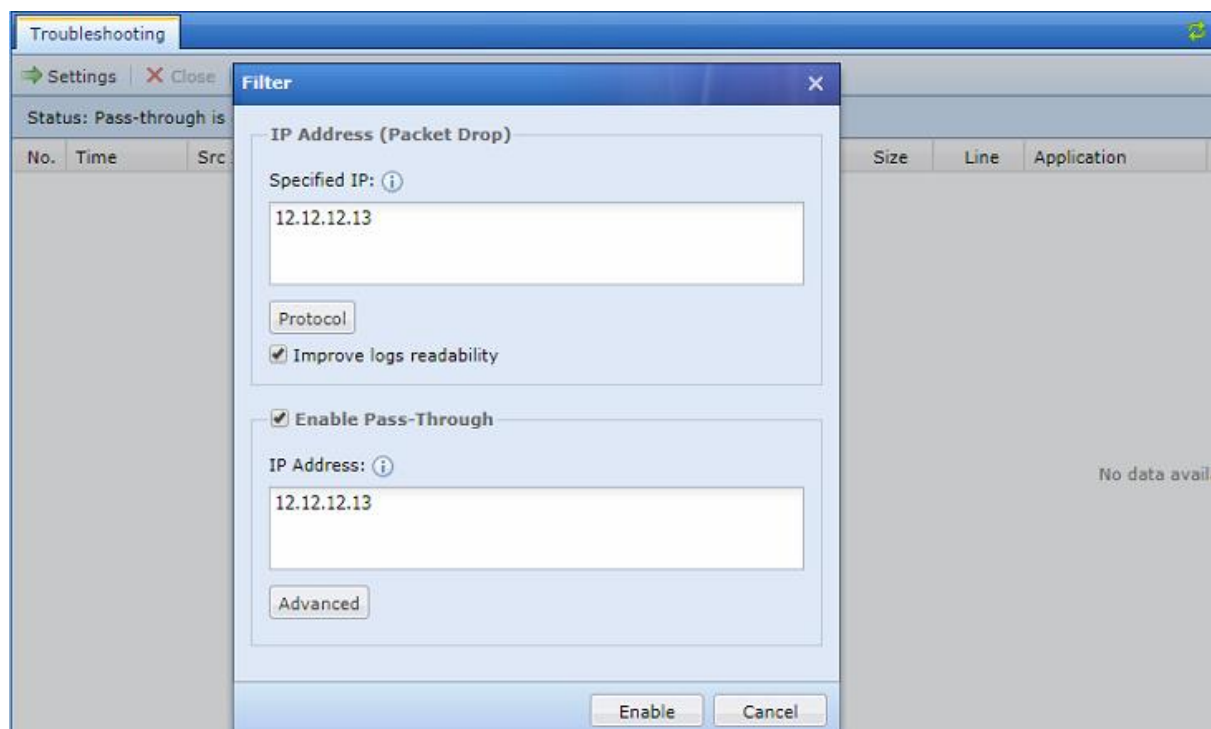 Troubleshooting
Settings Close
Filter
Status: Pass-through is
No. Time Src Size Line Application
IP Address (Packet Drop)
Specified IP:
12.12.12.13
Protocol
Improve logs readability
Enable Pass-Through
IP Address:
12.12.12.13
Advanced
No data avail
Enable Cancel